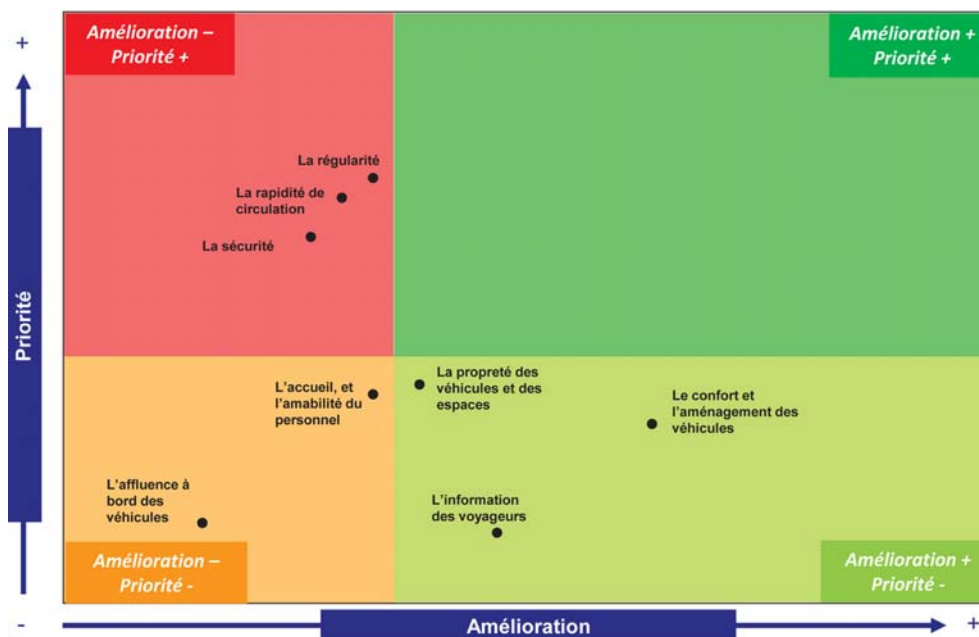 Amélioration –
Priorité +
Amélioration +
Priorité +
+
La régularité
La rapidité de
circulation
La sécurité
Priorité
La propreté des
véhicules et des
espaces
L'accueil, et
l'amabilité du
personnel
Le confort et
l'aménagement des
véhicules
L'affluence à
bord des
véhicules
L'information
des voyageurs
Amélioration –
Priorité -
Amélioration +
Priorité -
-
Amélioration
+